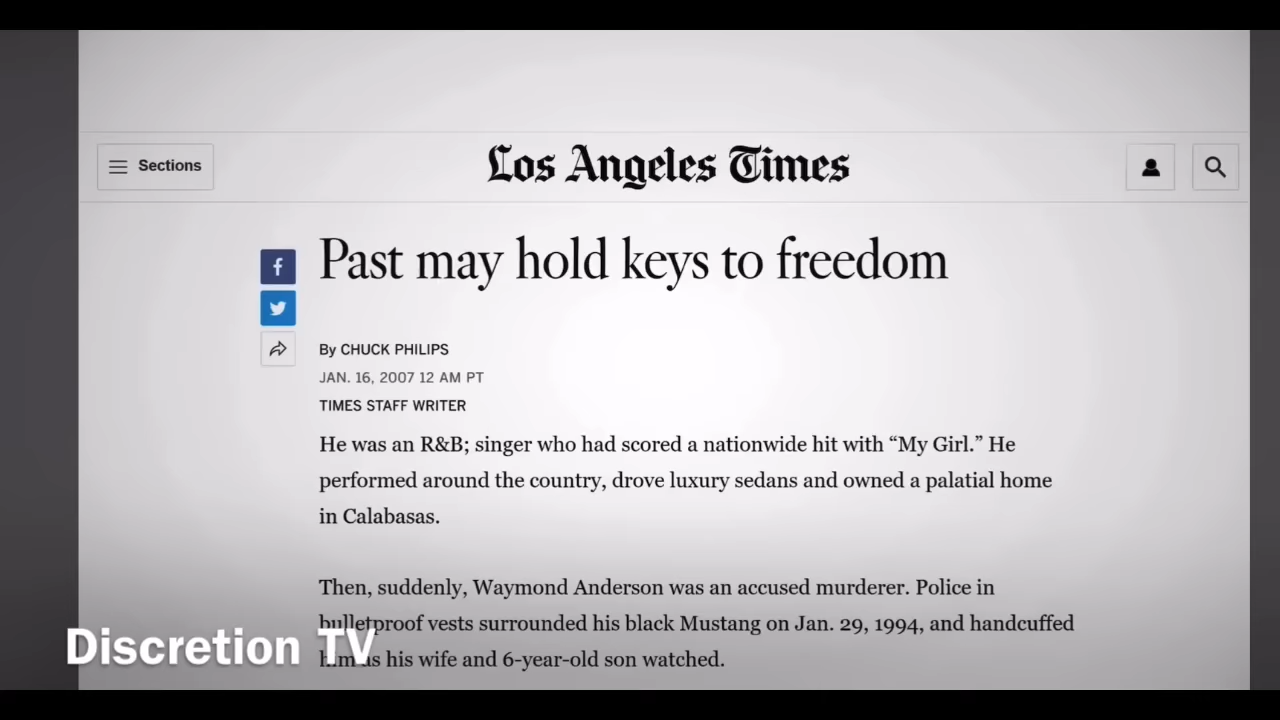 Sections
Los Angeles Times
Past may hold keys to freedom
By CHUCK PHILIPS
JAN. 16, 2007 12 AM PT
TIMES STAFF WRITER
He was an R&B; singer who had scored a nationwide hit with “My Girl.” He
performed around the country, drove luxury sedans and owned a palatial home
in Calabasas.
Then, suddenly, Waymond Anderson was an accused murderer. Police in
bulletproof vests surrounded his black Mustang on Jan. 29, 1994, and handcuffed
him as his wife and 6-year-old son watched.
Discretion TV